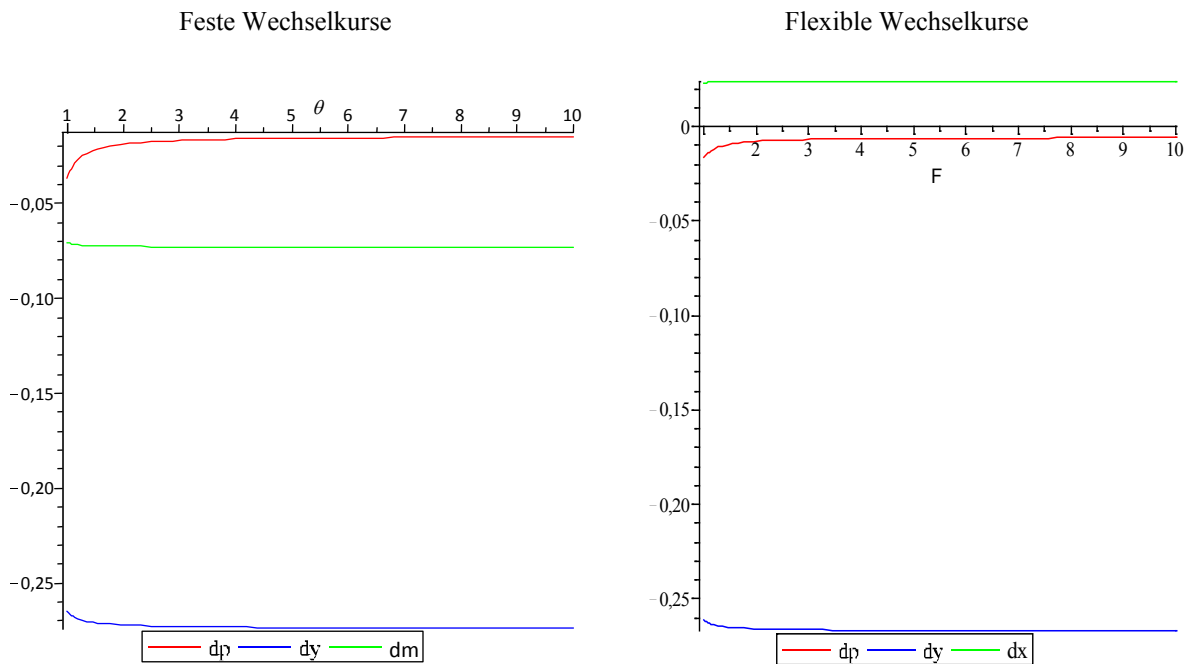 Feste Wechselkurse
Flexible Wechselkurse
1 2 3 4 5 θ 6 7 8 9 10
−0,05
−0,10
−0,15
−0,20
−0,25
dp dy dm
0
2 3 4 5 6 7 8 9 10
F
−0,05
−0,10
−0,15
−0,20
−0,25
dp dy dx